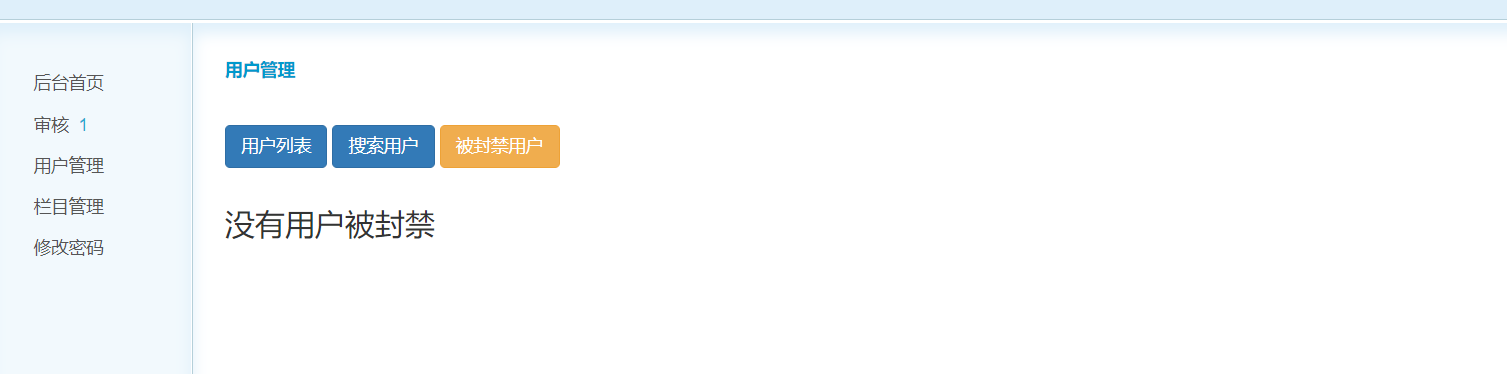 后台首页
审核 1
用户管理
栏目管理
修改密码
用户管理
用户列表 搜索用户 被封禁用户
没有用户被封禁